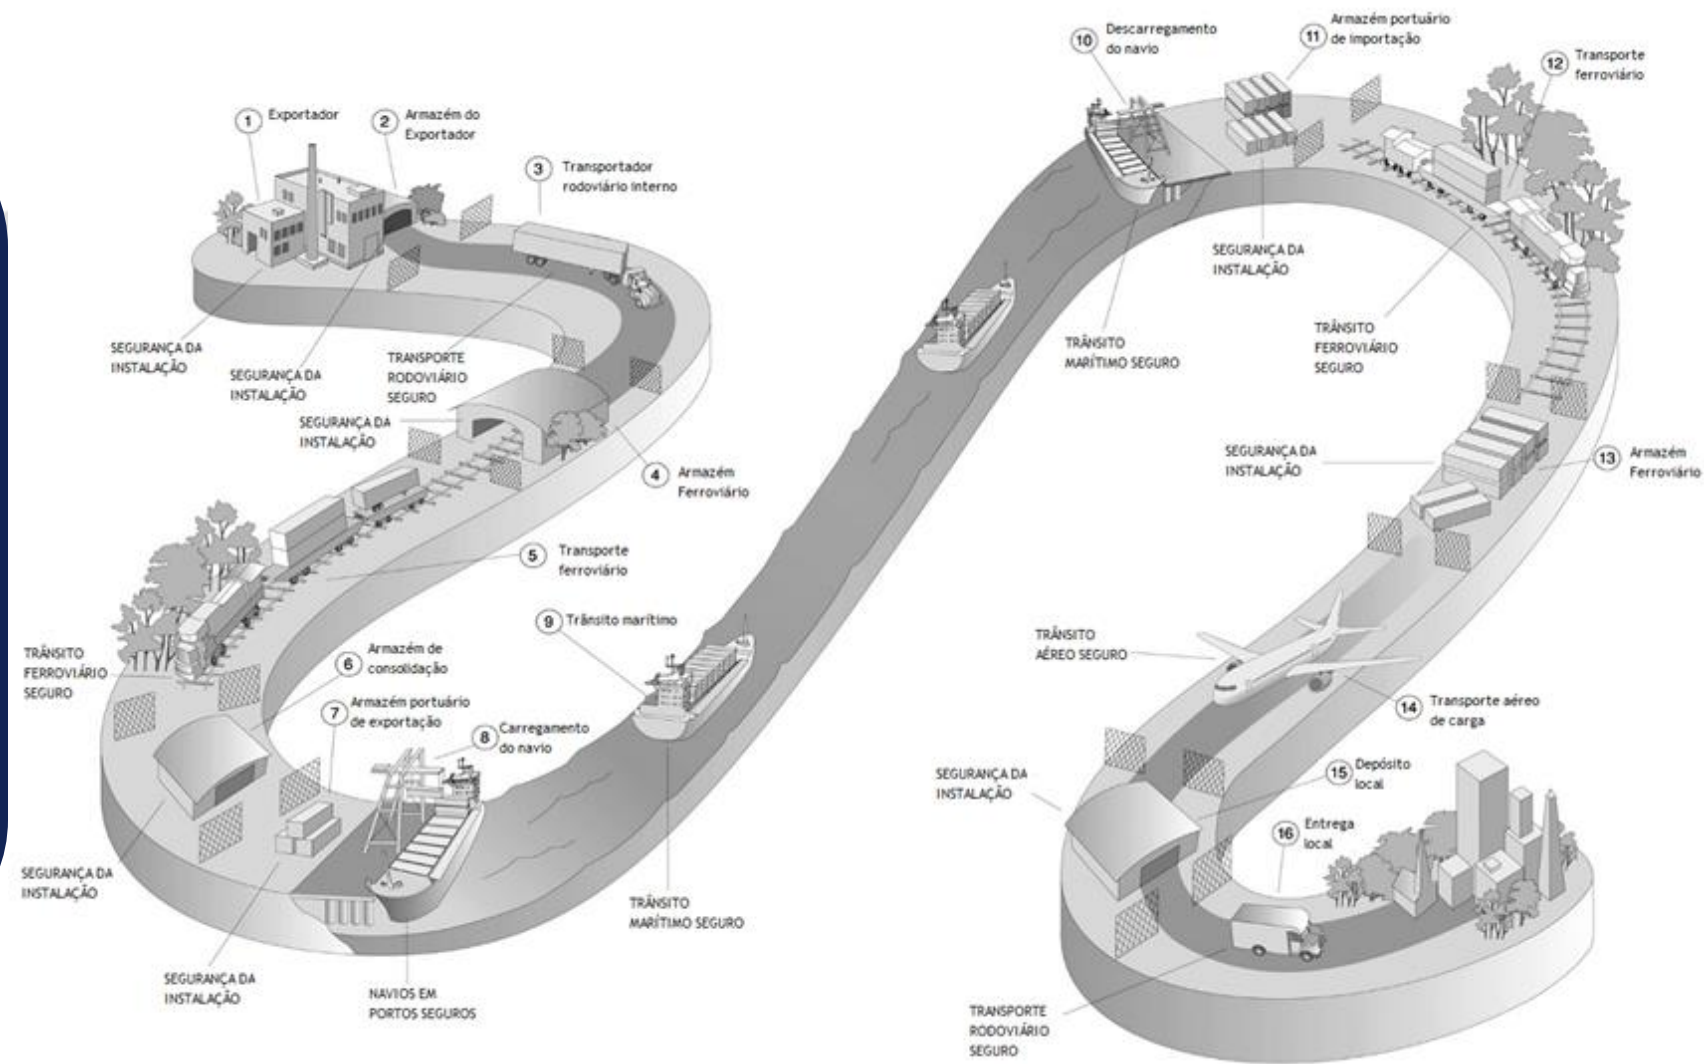 1
Exportador
2
Armazém do
Exportador
3
Transportador
rodoviário interno
SEGURANÇA DA
INSTALAÇÃO
SEGURANÇA DA
INSTALAÇÃO
TRANSPORTE
RODOVIÁRIO
SEGURO
SEGURANÇA DA
INSTALAÇÃO
4
Armazém
Ferroviário
5
Transporte
ferroviário
TRÂNSITO
FERROVIÁRIO
SEGURO
6
Armazém de
consolidação
7
Armazém portuário
de exportação
8
Carregamento
do navio
SEGURANÇA DA
INSTALAÇÃO
SEGURANÇA DA
INSTALAÇÃO
NAVIOS EM
PORTOS SEGUROS
9
Trânsito marítimo
TRÂNSITO
MARÍTIMO SEGURO
10
Descarregamento
do navio
TRÂNSITO
MARÍTIMO SEGURO
11
Armazém portuário
de importação
SEGURANÇA DA
INSTALAÇÃO
12
Transporte
ferroviário
TRÂNSITO
FERROVIÁRIO
SEGURO
SEGURANÇA DA
INSTALAÇÃO
13
Armazém
Ferroviário
TRÂNSITO
AÉREO SEGURO
14
Transporte aéreo
de carga
SEGURANÇA DA
INSTALAÇÃO
15
Depósito
local
16
Entrega
local
TRANSPORTE
RODOVIÁRIO
SEGURO